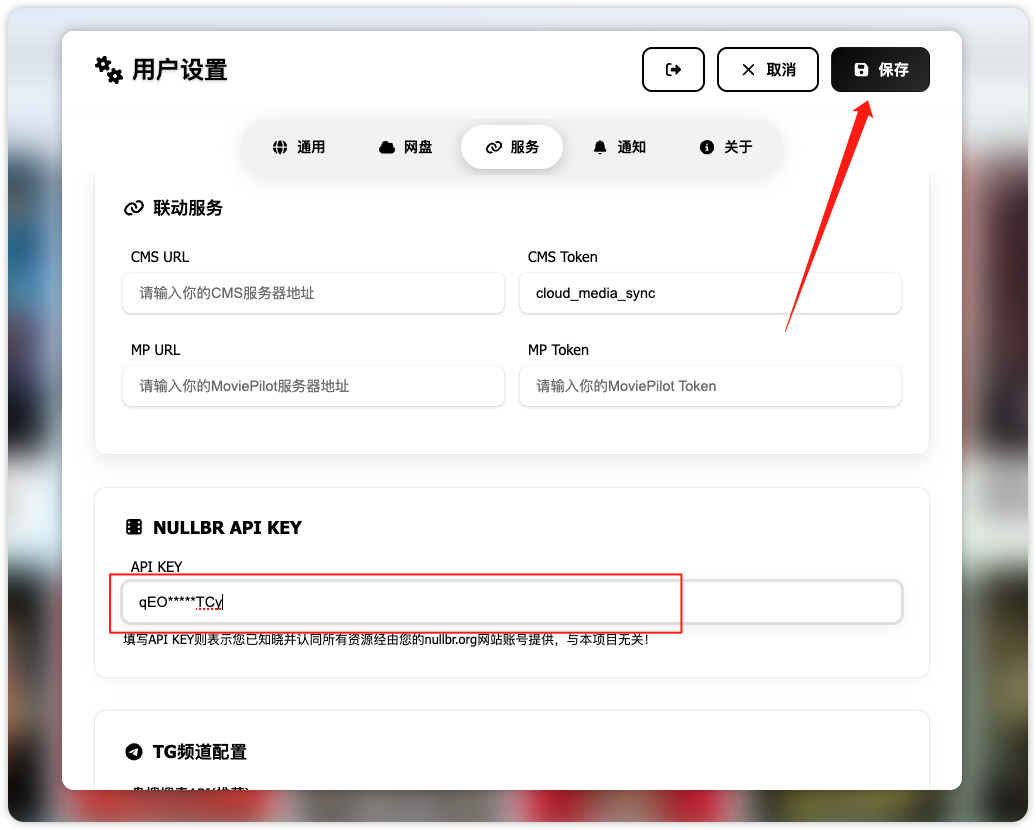 用户设置
取消
保存
通用
网盘
服务
通知
关于
联动服务
CMS URL
CMS Token
请输入你的CMS服务器地址
cloud_media_sync
MP URL
MP Token
请输入你的MoviePilot服务器地址
请输入你的MoviePilot Token
NULLBR API KEY
API KEY
qEO*****TCy
填写API KEY则表示您已知晓并认同所有资源经由您的nullbr.org网站账号提供，与本项目无关！
TG频道配置